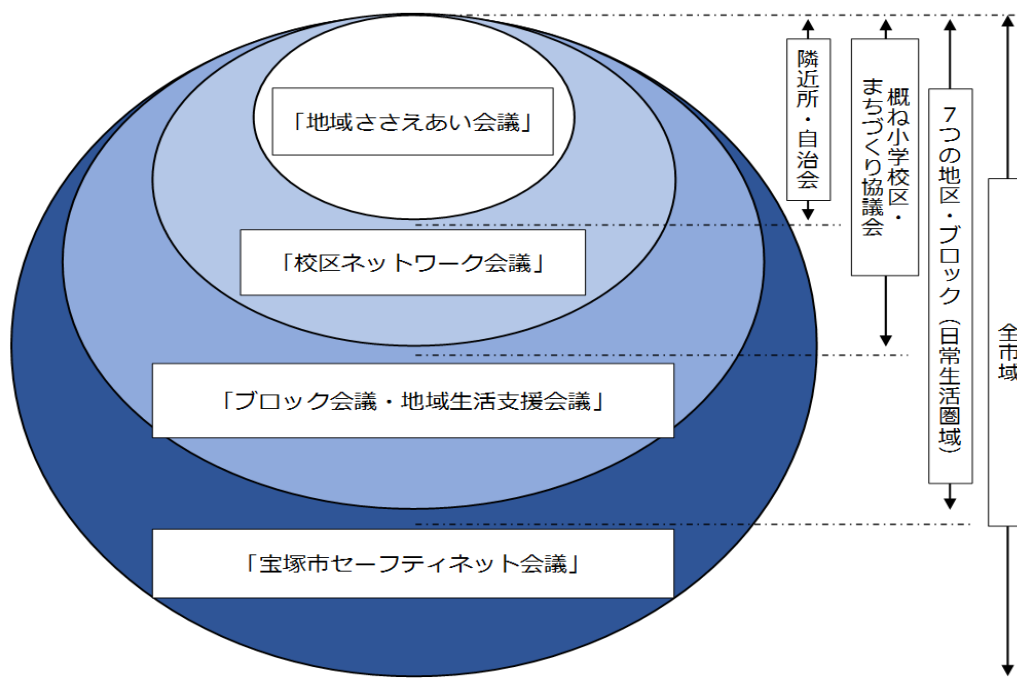 「地域ささえあい会議」
「校区ネットワーク会議」
「ブロック会議・地域生活支援会議」
「宝塚市セーフティネット会議」
隣近所・自治会
概ね小学校区・
まちづくり協議会
７つの地区・ブロック（日常生活圏域）
全市域